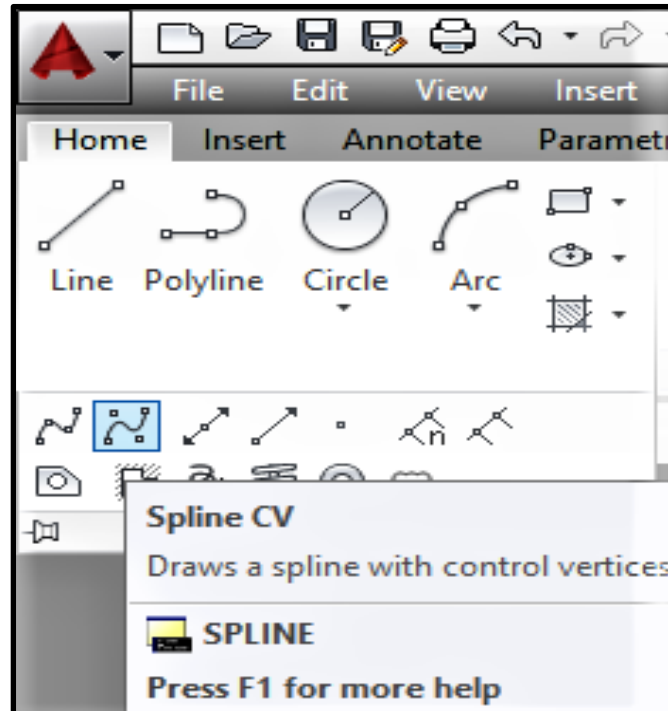 File Edit View Insert
Home Insert Annotate Parametr
Line Polyline Circle Arc
n
Spline CV
Draws a spline with control vertices
SPLINE
Press F1 for more help